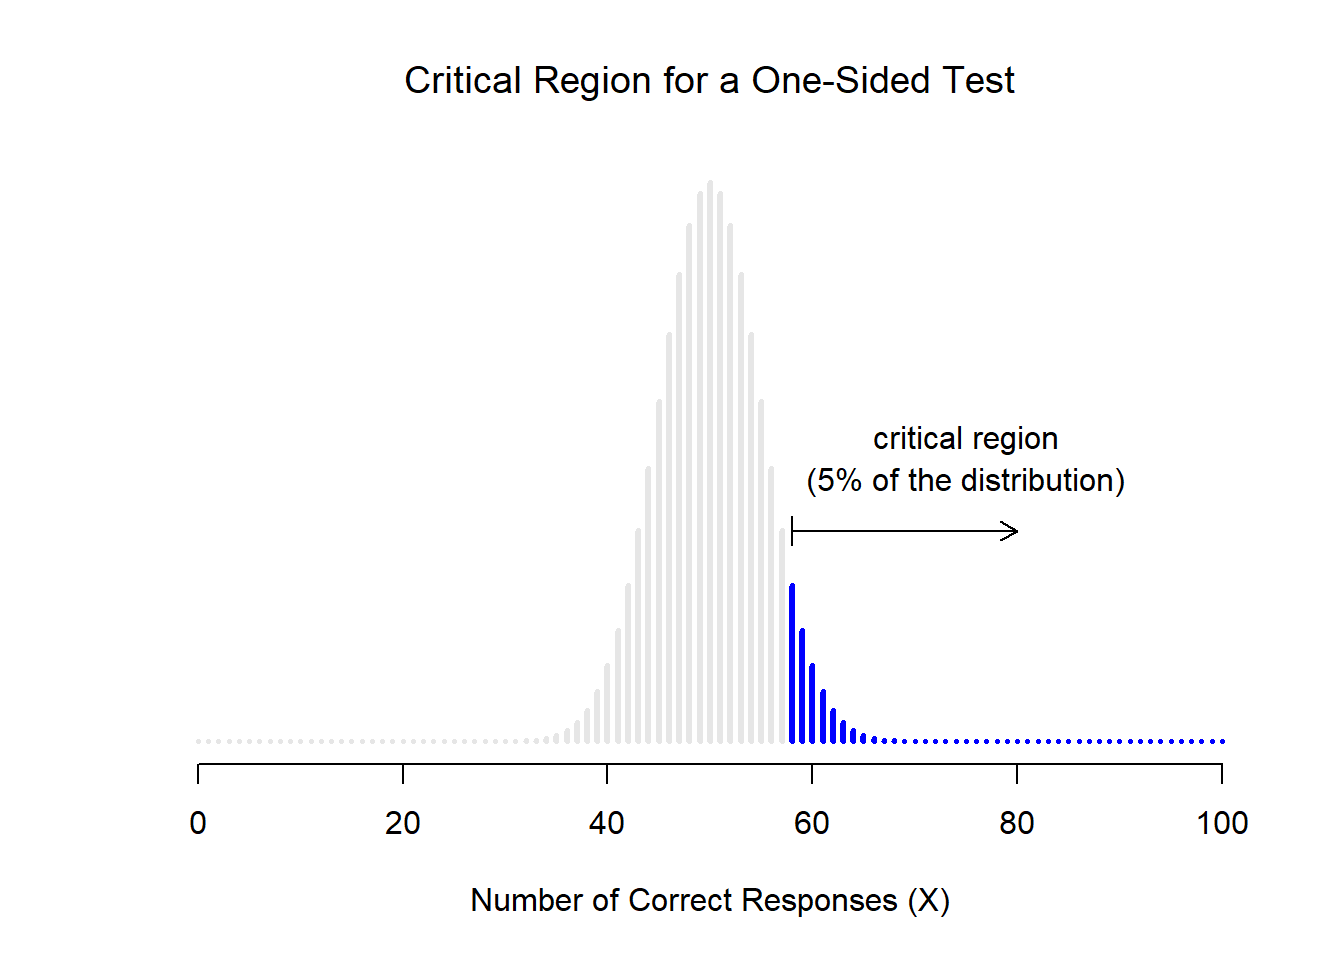 Critical Region for a One-Sided Test
critical region
(5% of the distribution)
0 20 40 60 80 100
Number of Correct Responses (X)